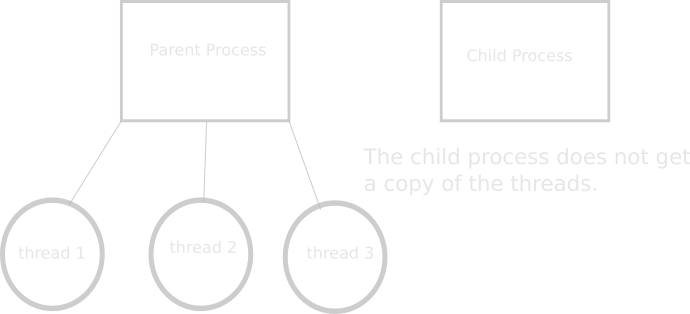 Parent Process
Child Process
The child process does not get
a copy of the threads.
thread 1
thread 2
thread 3